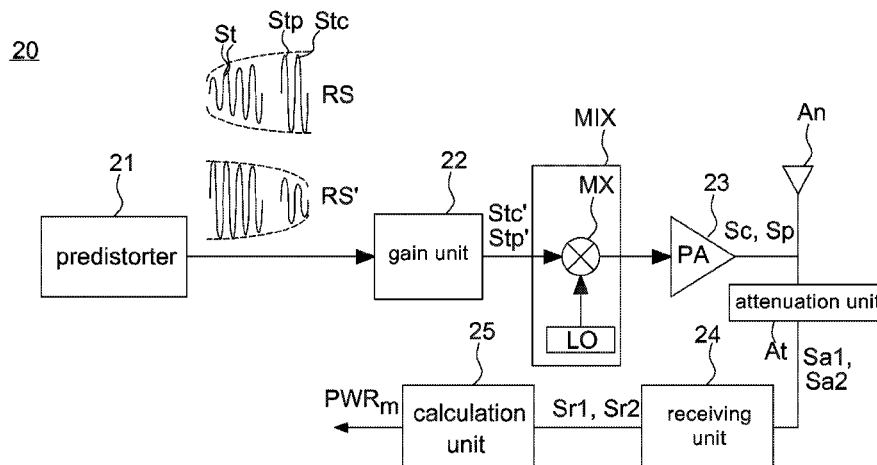 20
St
Stp
Stc
RS
RS'
21
predistorter
22
gain unit
Stc'
Stp'
MIX
MX
LO
23
PA
Sc, Sp
An
attenuation unit
At
Sa1,
Sa2
24
receiving
unit
Sr1, Sr2
25
calculation
unit
PWRm